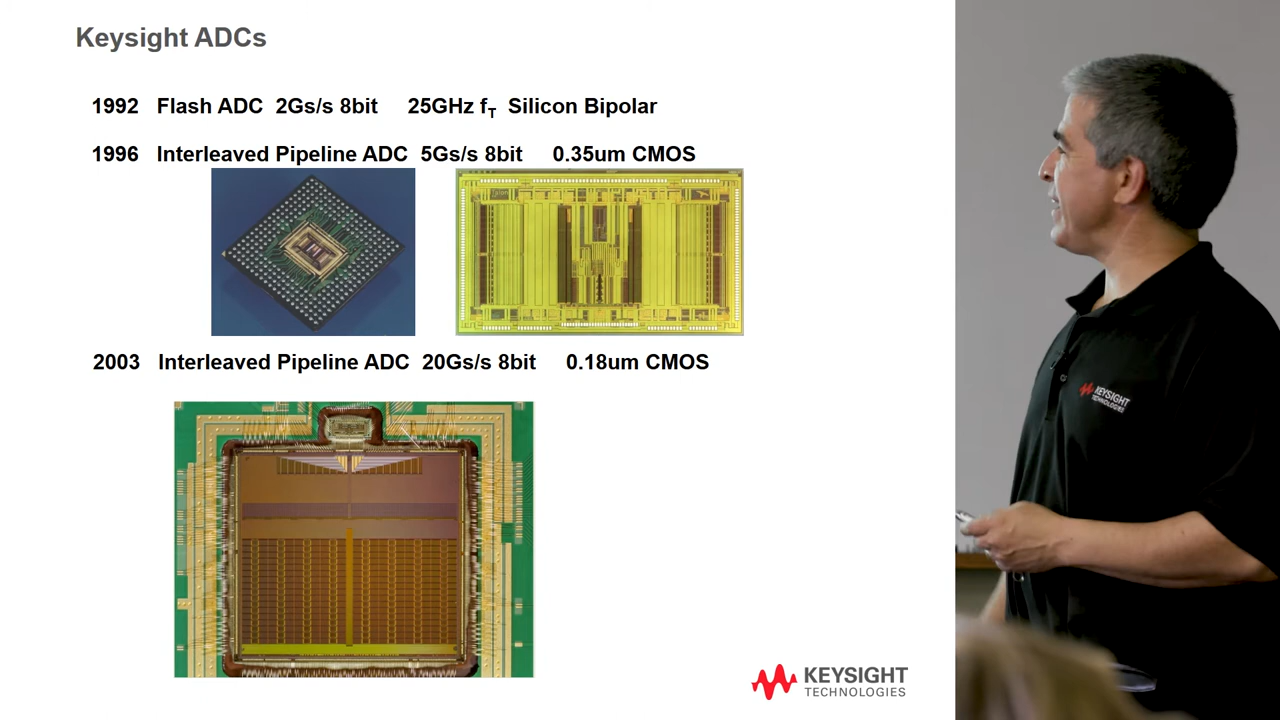 Keysight ADCs
1992 Flash ADC 2Gs/s 8bit 25GHz fT Silicon Bipolar
1996 Interleaved Pipeline ADC 5Gs/s 8bit 0.35um CMOS
2003 Interleaved Pipeline ADC 20Gs/s 8bit 0.18um CMOS
KEYSIGHT
TECHNOLOGIES
KEYSIGHT
TECHNOLOGIES